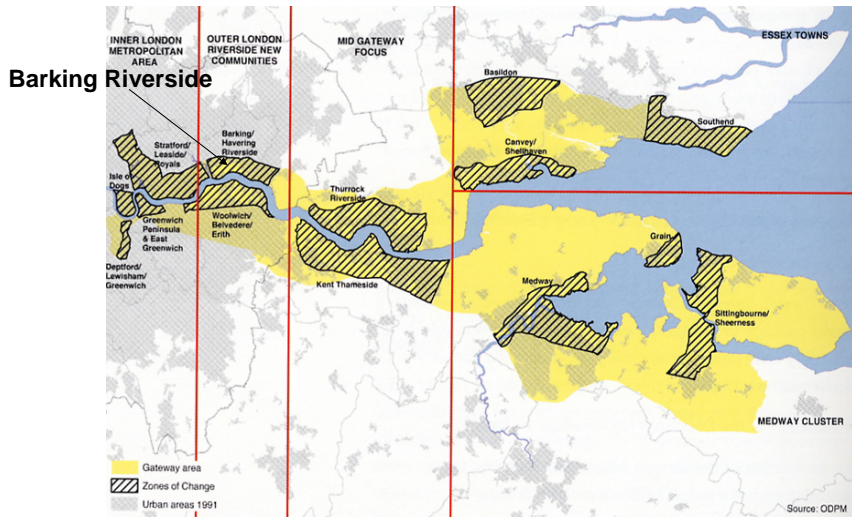 INNER LONDON
METROPOLITAN
AREA
OUTER LONDON
RIVERSIDE NEW
COMMUNITIES
MID GATEWAY
FOCUS
ESSEX TOWNS
Barking Riverside
Basildon
Southend
Stratford/
Leaside/
Royals
Barking/
Havering
Riverside
Canvey/
Shellhaven
Isle of
Dogs
Thurrock
Riverside
Greenwich
Peninsula
& East
Greenwich
Woolwich/
Belvedere/
Erith
Grain
Deptford/
Lewisham/
Greenwich
Kent Thameside
Medway
Sittingbourne/
Sheerness
MEDWAY CLUSTER
Gateway area
Zones of Change
Urban areas 1991
Source: ODPM